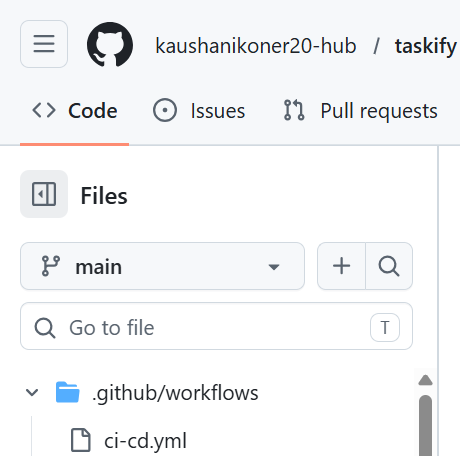 kaushanikoner20-hub / taskify
Code Issues Pull requests
Files
main
Go to file T
.github/workflows
ci-cd.yml